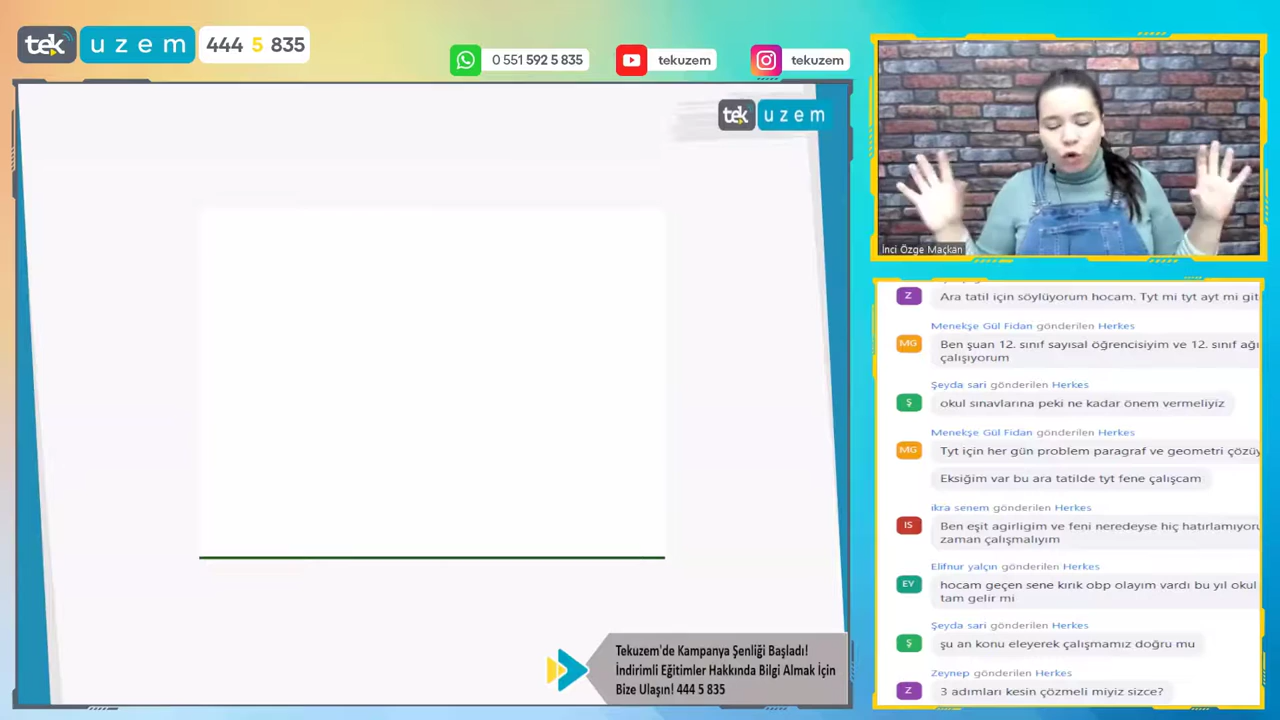 tek uzem 444 5 835
0 551 592 5 835
tekuzem
tekuzem
tek uzem
İnci Özge Maçkan
Z
Ara tatil için söylüyorum hocam. Tyt mi tyt ayt mi git
Menekşe Gül Fidan gönderilen Herkes
MG
Ben şuan 12. sınıf sayısal öğrencisiyim ve 12. sınıf ağı
çalışıyorum
Şeyda sari gönderilen Herkes
Ş
okul sınavlarına peki ne kadar önem vermeliyiz
Menekşe Gül Fidan gönderilen Herkes
MG
Tyt için her gün problem paragraf ve geometri çözüy
Eksiğim var bu ara tatilde tyt fene çalışcam
ikra senem gönderilen Herkes
IS
Ben eşit agirligim ve feni neredeyse hiç hatırlamıyoru
zaman çalışmalıyım
Elifnur yalçın gönderilen Herkes
EY
hocam geçen sene kırık obp olayım vardı bu yıl okul
tam gelir mi
Şeyda sari gönderilen Herkes
Ş
şu an konu eleyerek çalışmamız doğru mu
Zeynep gönderilen Herkes
Z
3 adımları kesin çözmeli miyiz sizce?
Tekuzem'de Kampanya Şenliği Başladı!
İndirimli Eğitimler Hakkında Bilgi Almak İçin
Bize Ulaşın! 444 5 835